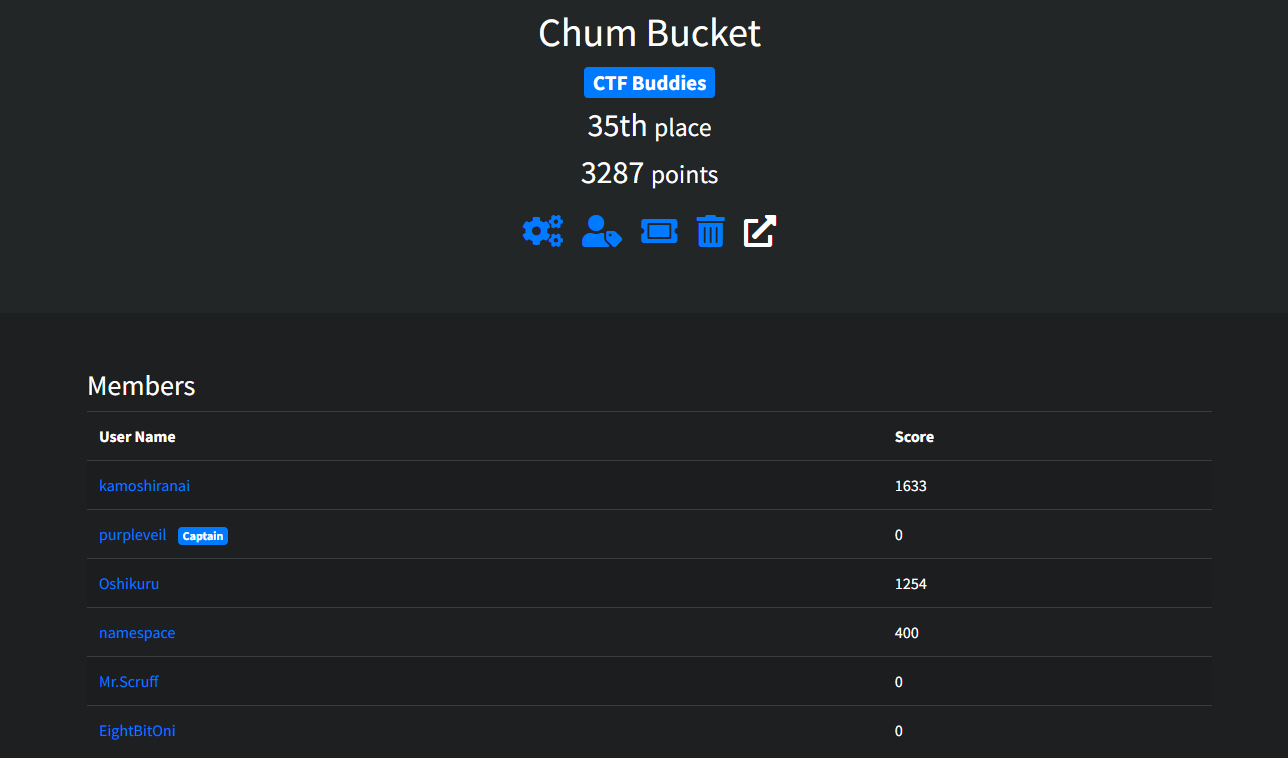 Chum Bucket
CTF Buddies
35th place
3287 points
Members
User Name Score
kamoshiranai 1633
purpleveil Captain 0
Oshikuru 1254
namespace 400
Mr.Scruff 0
EightBitOni 0